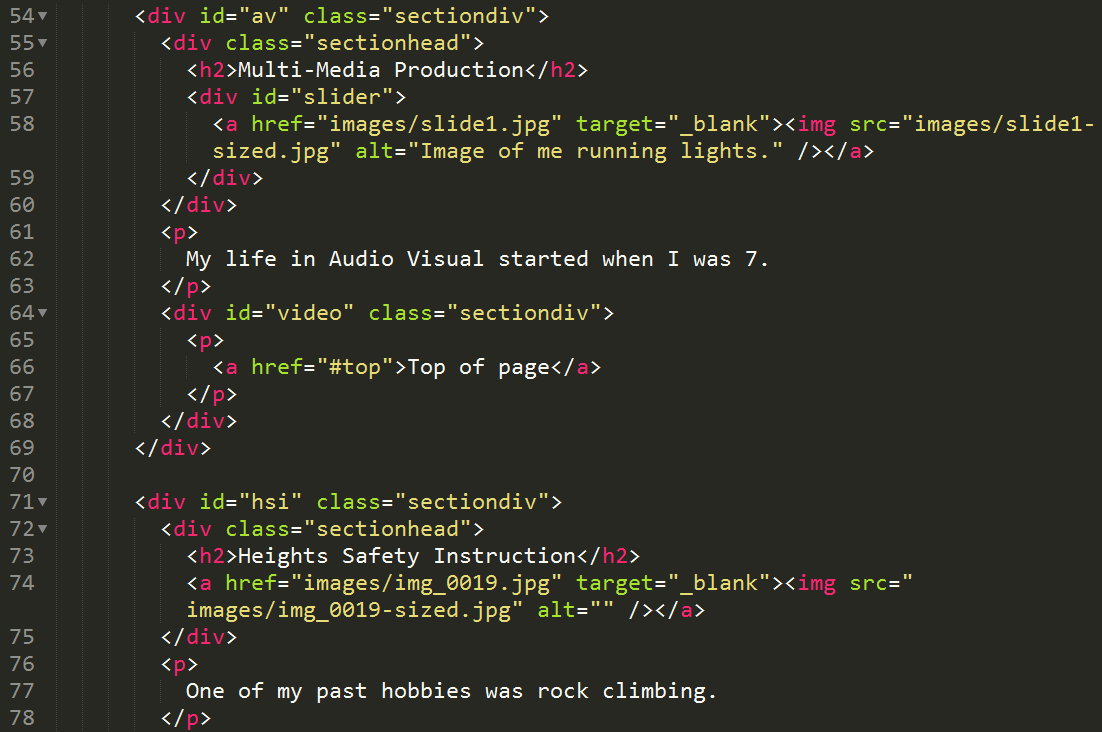 54 <div id="av" class="sectiondiv">
55 <div class="sectionhead">
56 <h2>Multi-Media Production</h2>
57 <div id="slider">
58 <a href="images/slide1.jpg" target="_blank"><img src="images/slide1-
sized.jpg" alt="Image of me running lights." /></a>
59 </div>
60 </div>
61 <p>
62 My life in Audio Visual started when I was 7.
63 </p>
64 <div id="video" class="sectiondiv">
65 <p>
66 <a href="#top">Top of page</a>
67 </p>
68 </div>
69 </div>
70
71 <div id="hsi" class="sectiondiv">
72 <div class="sectionhead">
73 <h2>Heights Safety Instruction</h2>
74 <a href="images/img_0019.jpg" target="_blank"><img src="
images/img_0019-sized.jpg" alt="" /></a>
75 </div>
76 <p>
77 One of my past hobbies was rock climbing.
78 </p>